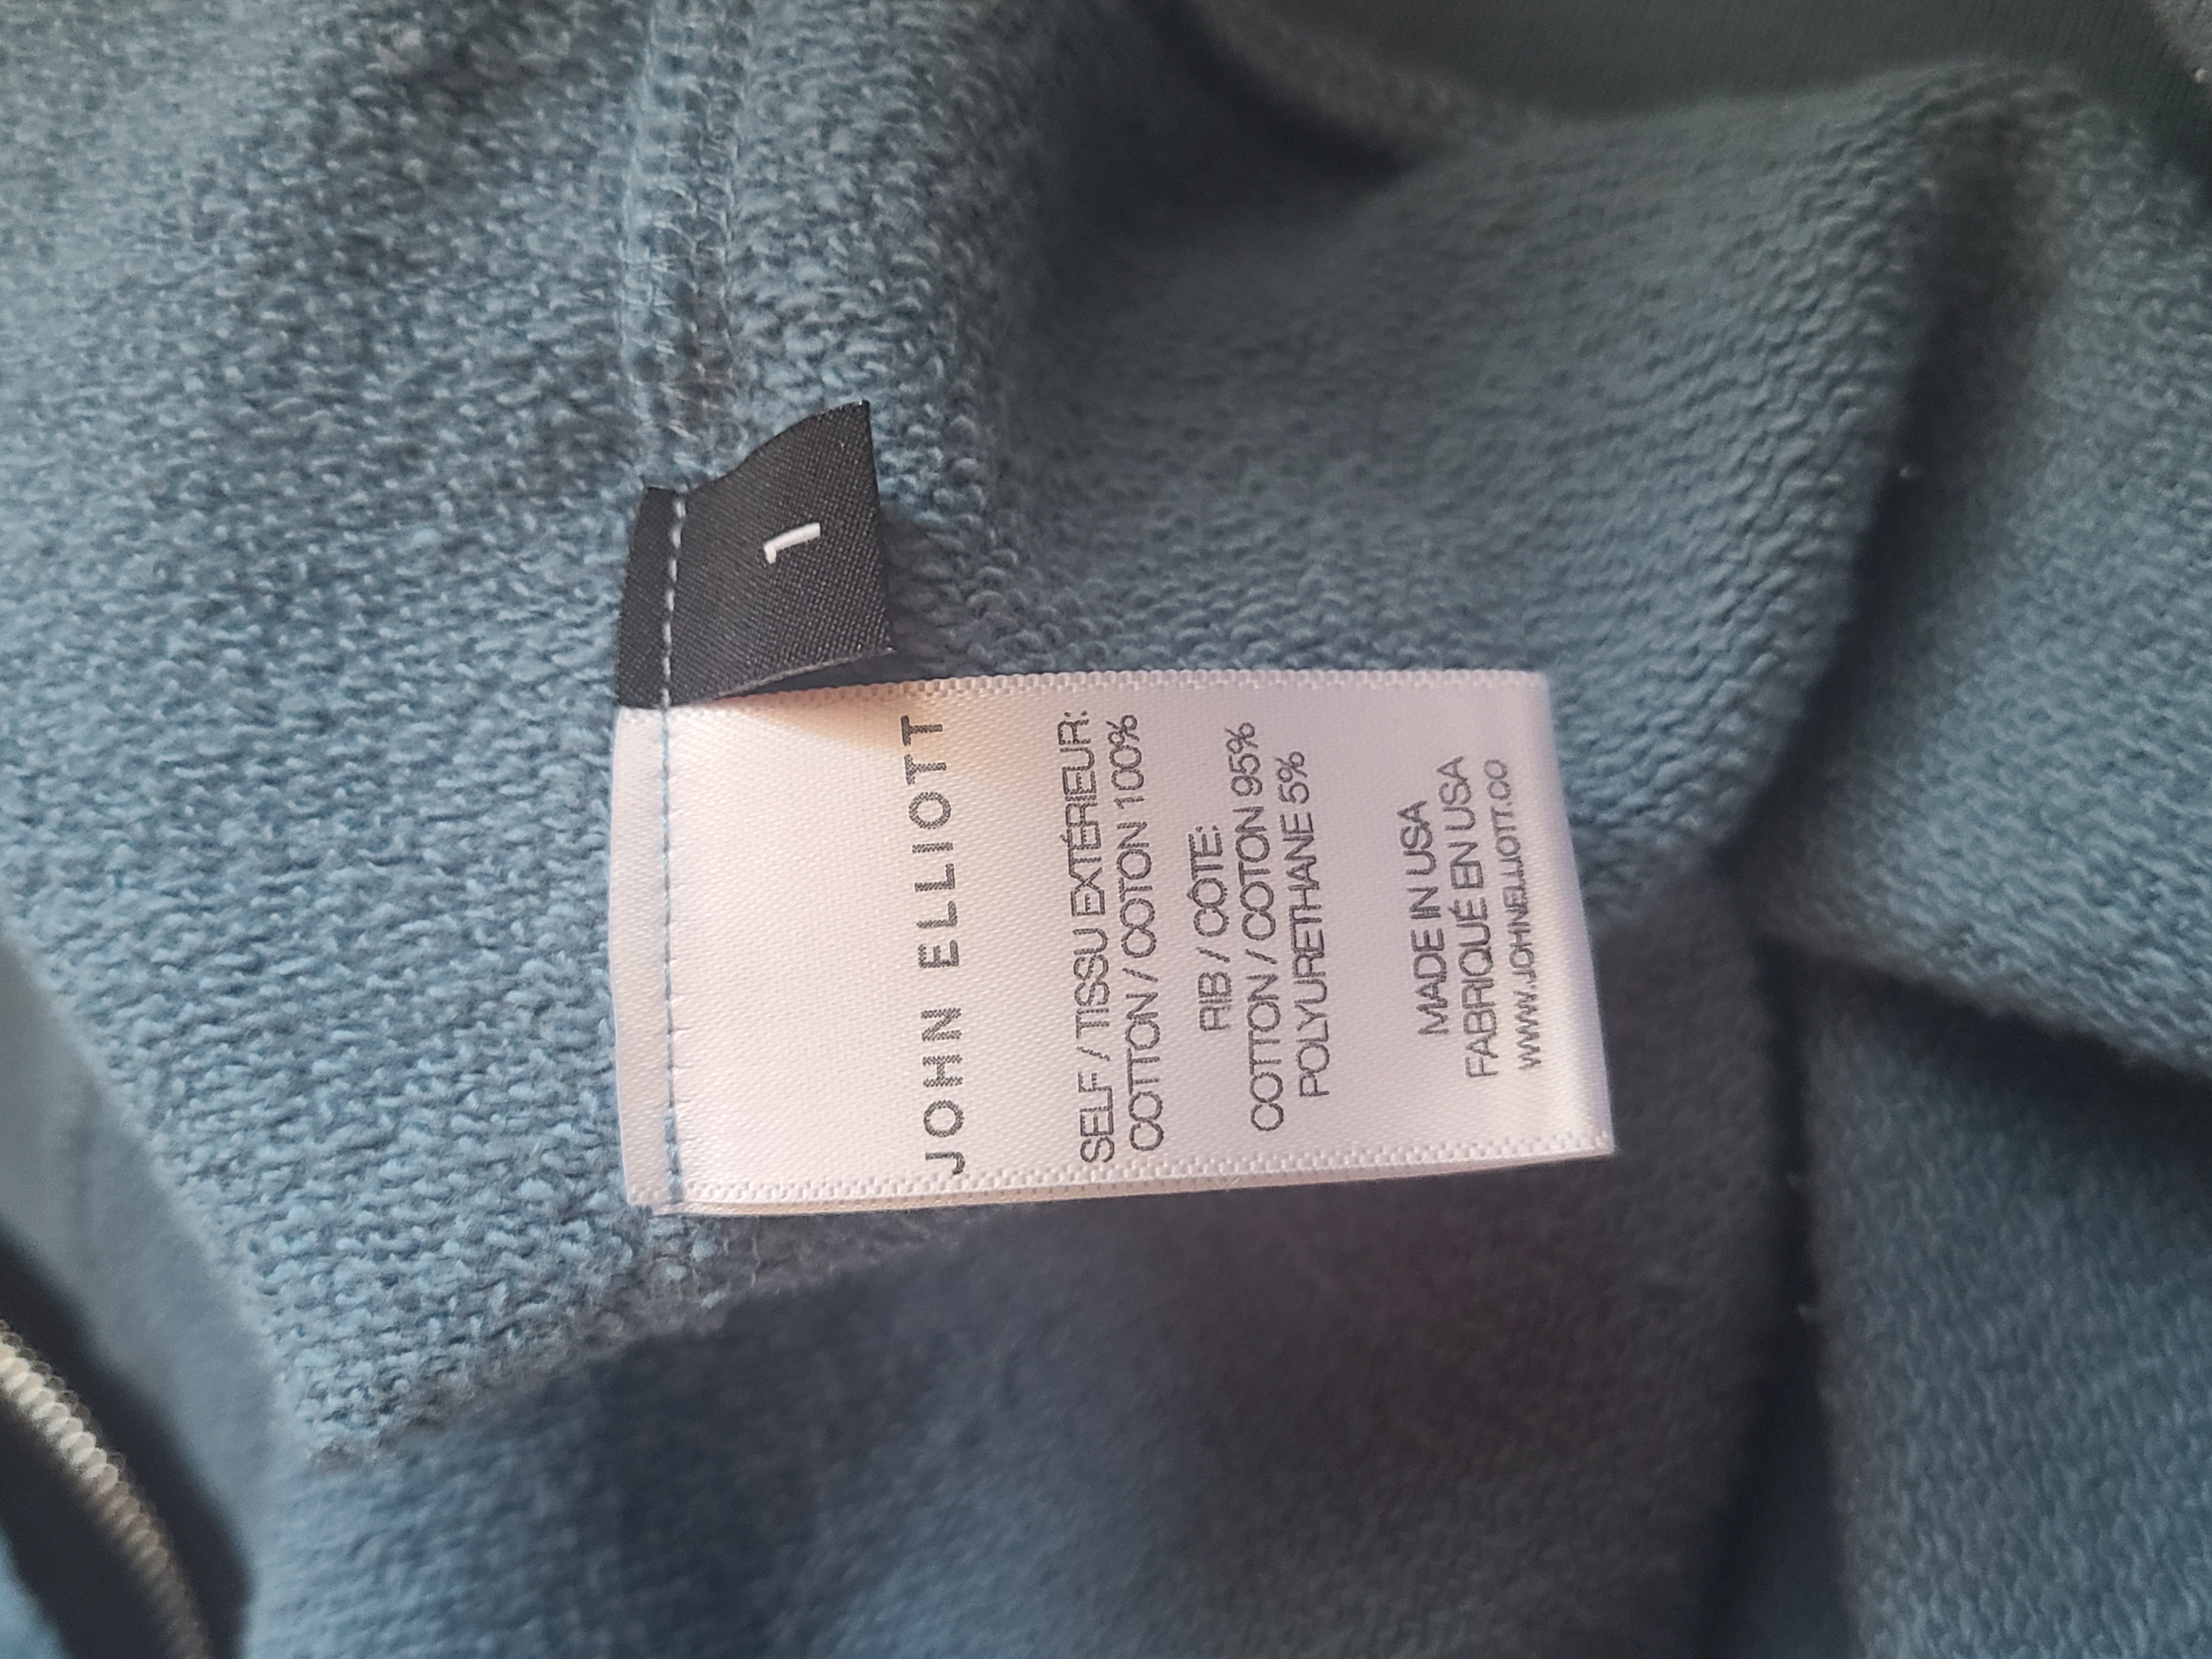 1
JOHN ELLIOTT
SELF / TISSU EXTÉRIEUR:
COTTON / COTON 100%
RIB / CÔTE:
COTTON / COTON 95%
POLYURETHANE 5%
MADE IN USA
FABRIQUÉ EN USA
WWW.JOHNELLIOTT.CO